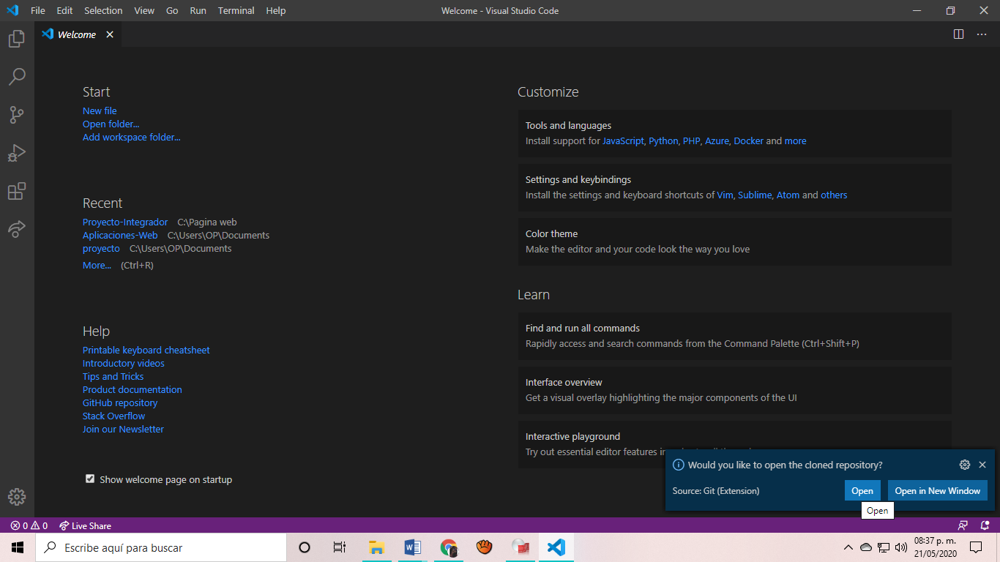 File Edit Selection View Go Run Terminal Help
Welcome - Visual Studio Code
Welcome
Start
New file
Open folder...
Add workspace folder...
Recent
Proyecto-Integrador C:\Pagina web
Aplicaciones-Web C:\Users\OP\Documents
proyecto C:\Users\OP\Documents
More... (Ctrl+R)
Help
Printable keyboard cheatsheet
Introductory videos
Tips and Tricks
Product documentation
GitHub repository
Stack Overflow
Join our Newsletter
Show welcome page on startup
Customize
Tools and languages
Install support for JavaScript, Python, PHP, Azure, Docker and more
Settings and keybindings
Install the settings and keyboard shortcuts of Vim, Sublime, Atom and others
Color theme
Make the editor and your code look the way you love
Learn
Find and run all commands
Rapidly access and search commands from the Command Palette (Ctrl+Shift+P)
Interface overview
Get a visual overlay highlighting the major components of the UI
Interactive playground
Try out essential editor features
Would you like to open the cloned repository?
Source: Git (Extension)
Open
Open in New Window
Open
0 0 Live Share
Escribe aquí para buscar
08:37 p. m.
21/05/2020